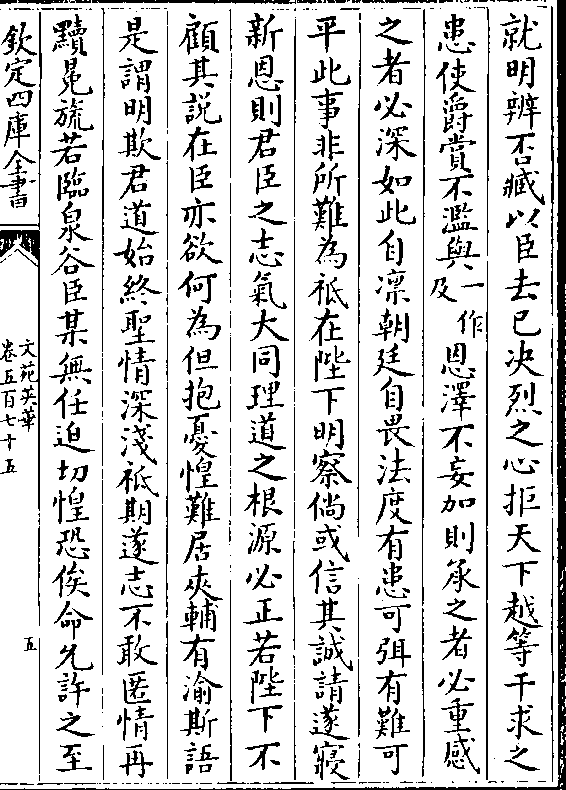 就明辨否臧以臣去已决烈之心拒天下越等干求之
患使爵賞不濫與一作及恩澤不妄加則承之者必重感
之者必深如此自凛朝廷自畏法度有患可弭有難可
平此事非所難為祗在陛下明察倘或信其誠請遂寢
新恩則君臣之志氣大同理道之根源必正若陛下不
顧其說在臣亦欲何為但抱憂惶難居夾輔有渝斯語
是謂明欺君道始終聖情深淺祗期遂志不敢匿情再
黷冕旒若臨泉谷臣某無任迫切惶恐俟命允許之至
欽定四庫全書
文苑英華
卷五百七十五
五